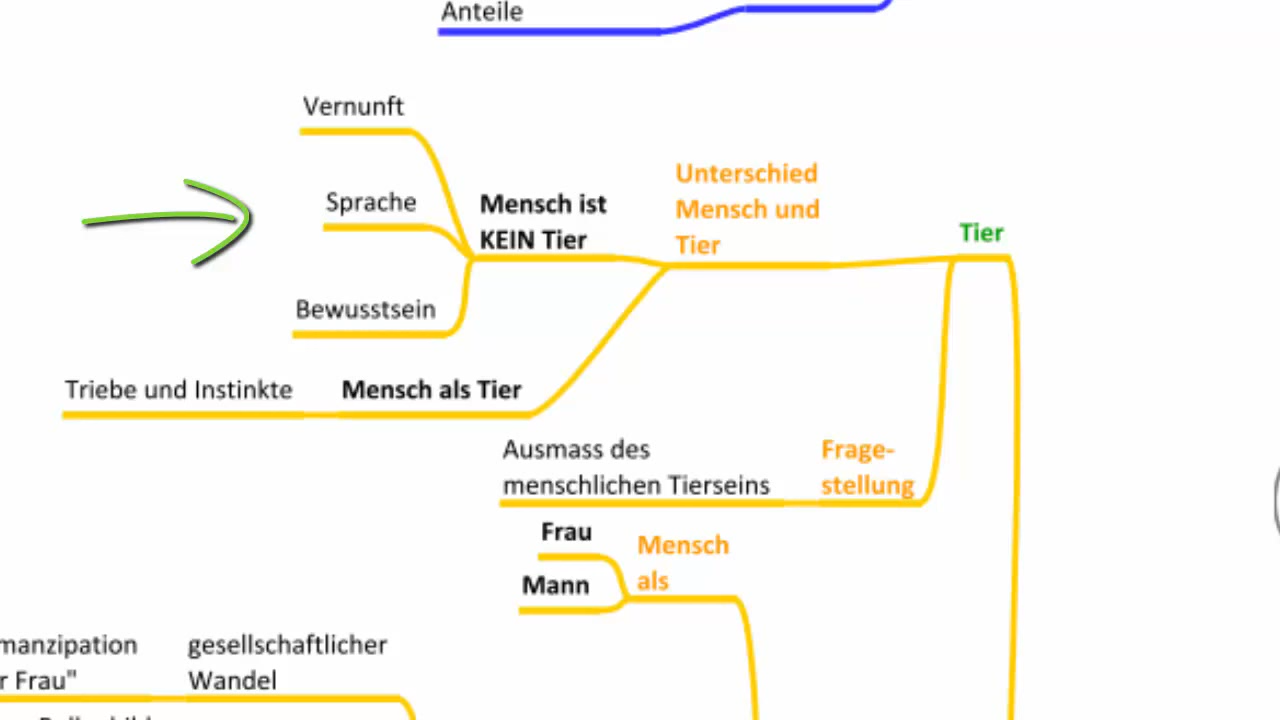 Anteile
Vernunft
Sprache
Bewusstsein
Mensch ist
KEIN Tier
Unterschied
Mensch und
Tier
Tier
Triebe und Instinkte
Mensch als Tier
Ausmass des
menschlichen Tierseins
Frage-
stellung
Frau
Mann
Mensch
als
manzipation
r Frau"
gesellschaftlicher
Wandel